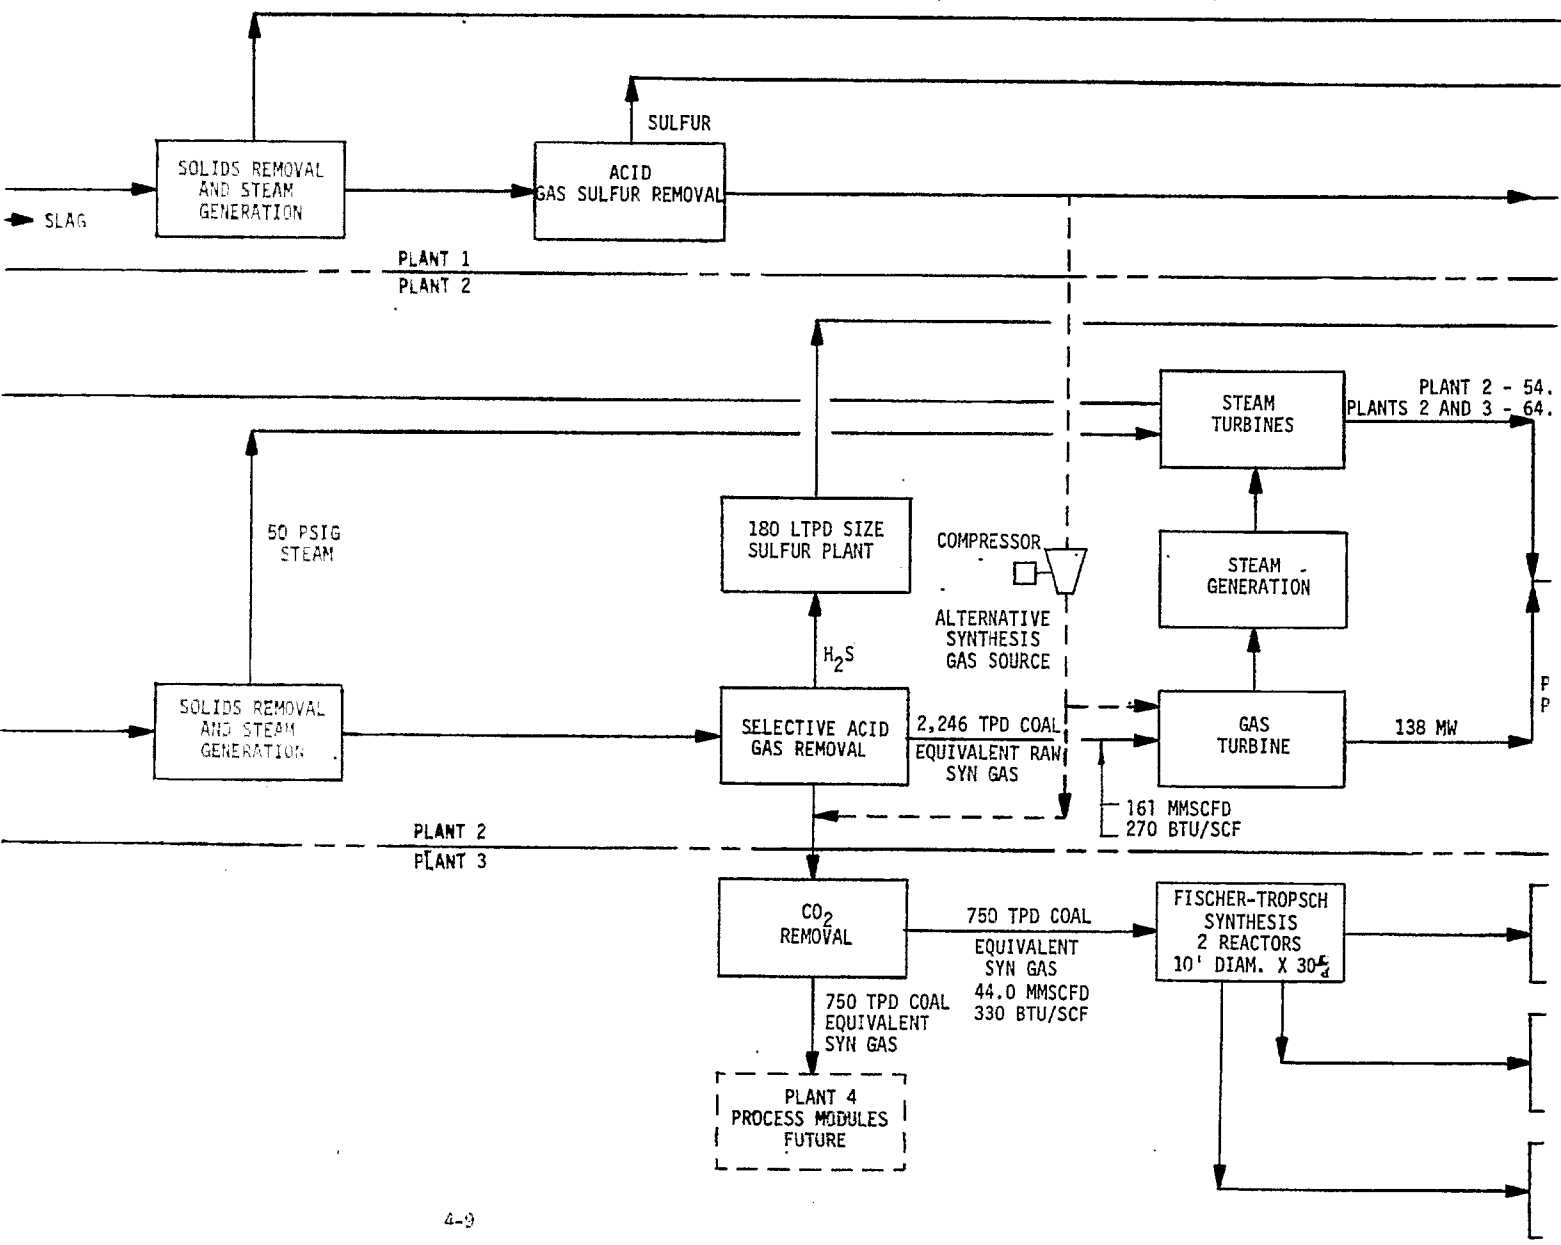 SULFUR
SOLIDS REMOVAL
AND STEAM
GENERATION
ACID
GAS SULFUR REMOVAL
SLAG
PLANT 1
PLANT 2
PLANT 2 - 54.
PLANTS 2 AND 3 - 64.
STEAM
TURBINES
50 PSIG
STEAM
180 LTPD SIZE
SULFUR PLANT
COMPRESSOR
STEAM
GENERATION
ALTERNATIVE
SYNTHESIS
GAS SOURCE
H2S
SOLIDS REMOVAL
AND STEAM
GENERATION
SELECTIVE ACID
GAS REMOVAL
2,246 TPD COAL
EQUIVALENT RAW
SYN GAS
GAS
TURBINE
138 MW
P
P
161 MMSCFD
270 BTU/SCF
PLANT 2
PLANT 3
CO2
REMOVAL
750 TPD COAL
EQUIVALENT
SYN GAS
44.0 MMSCFD
330 BTU/SCF
FISCHER-TROPSCH
SYNTHESIS
2 REACTORS
10' DIAM. X 30
750 TPD COAL
EQUIVALENT
SYN GAS
PLANT 4
PROCESS MODULES
FUTURE
4-9